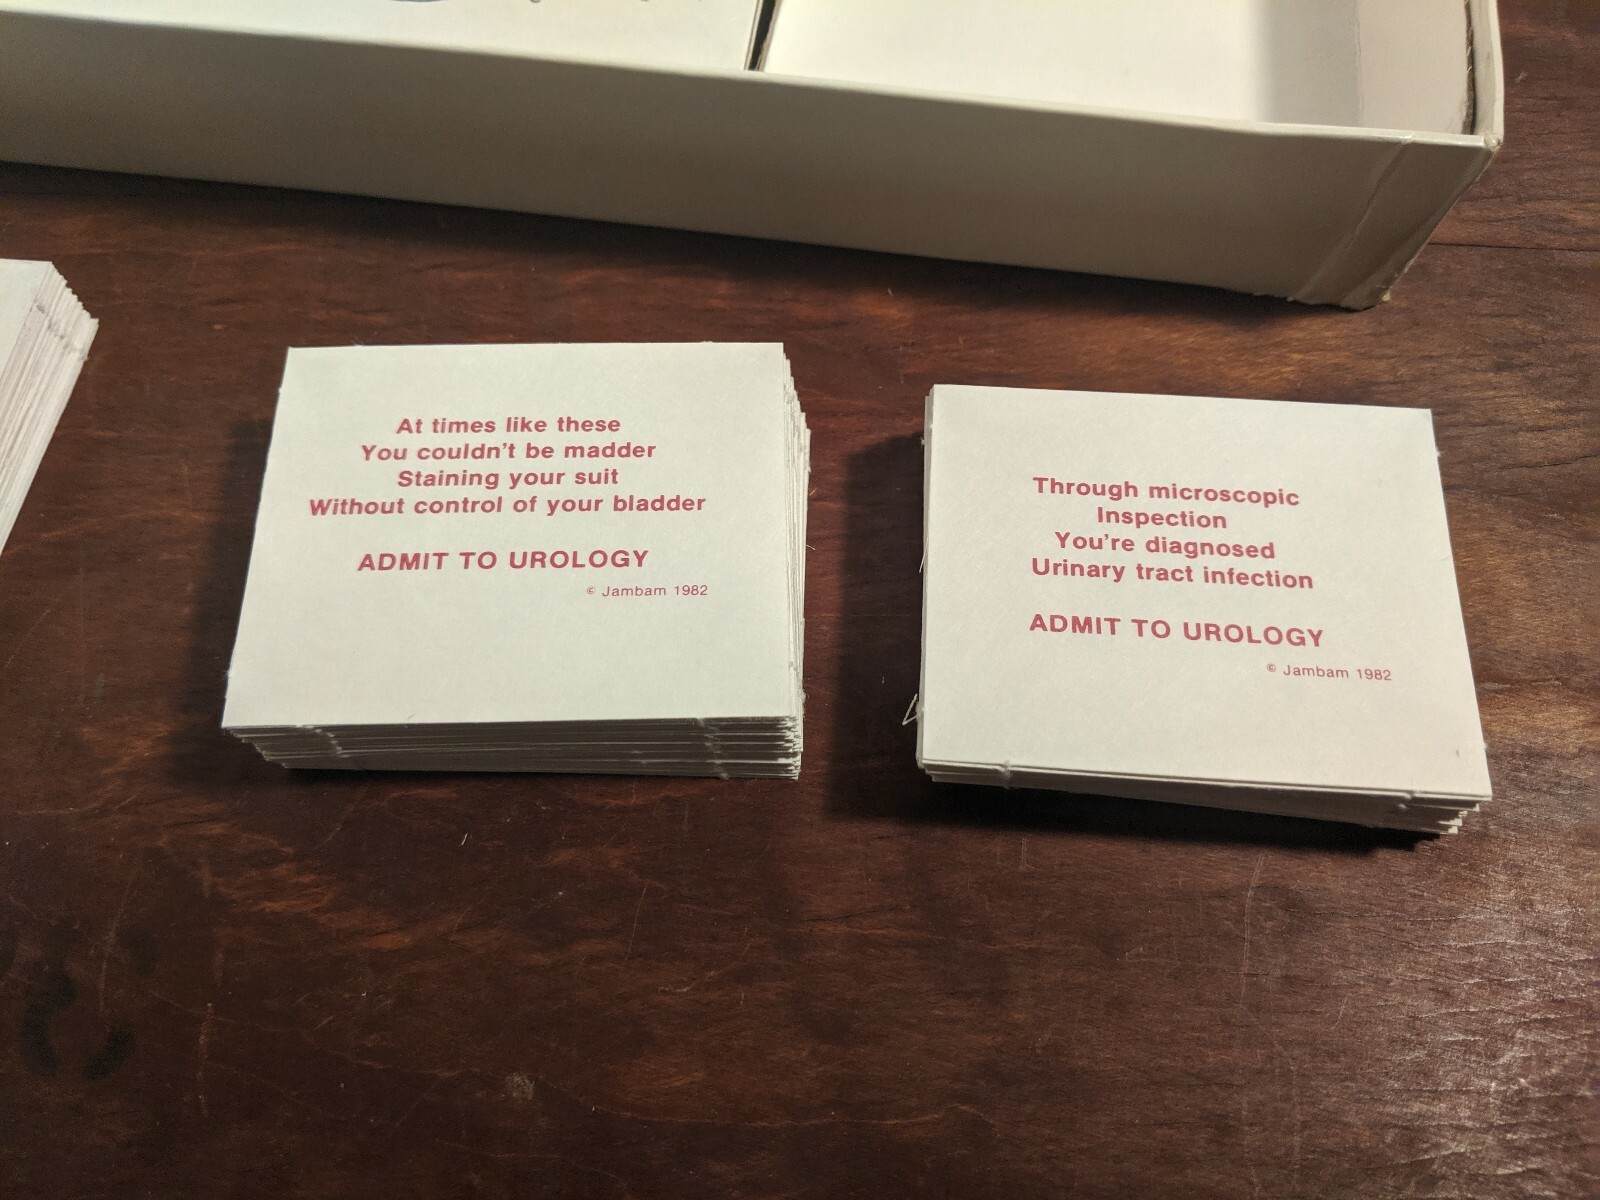 At times like these
You couldn't be madder
Staining your suit
Without control of your bladder
ADMIT TO UROLOGY
© Jambam 1982
Through microscopic
Inspection
You're diagnosed
Urinary tract infection
ADMIT TO UROLOGY
© Jambam 1982